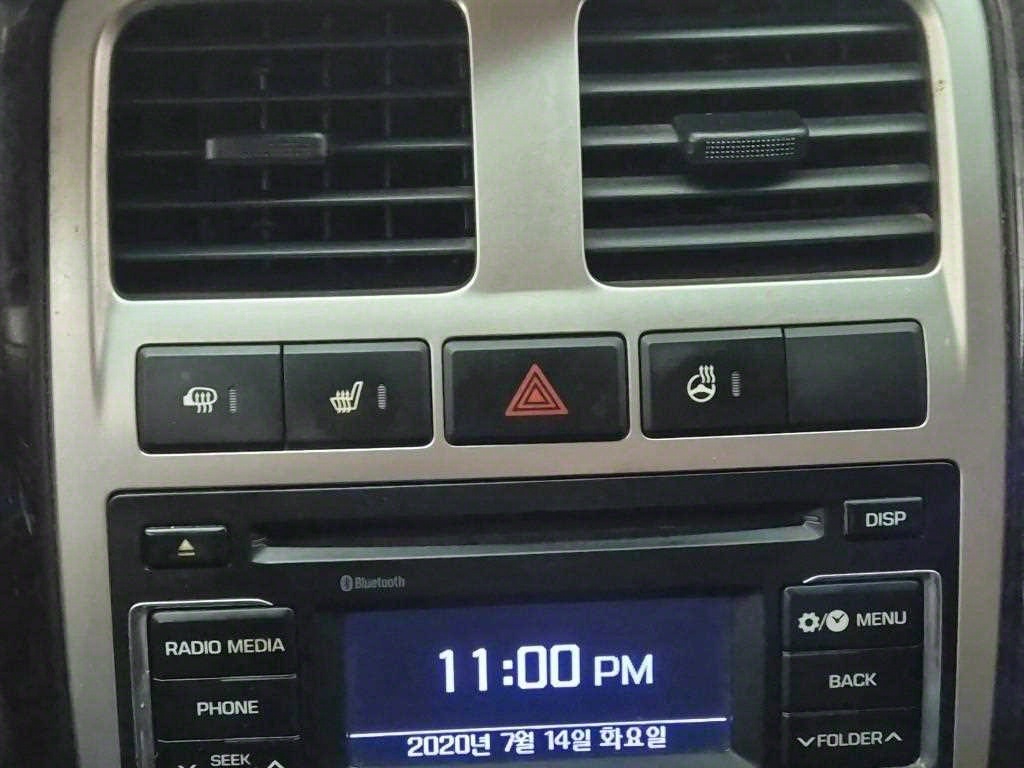 DISP
Bluetooth
RADIO MEDIA
MENU
11:00 PM
PHONE
BACK
2020년 7월 14일 화요일
SEEK
FOLDER